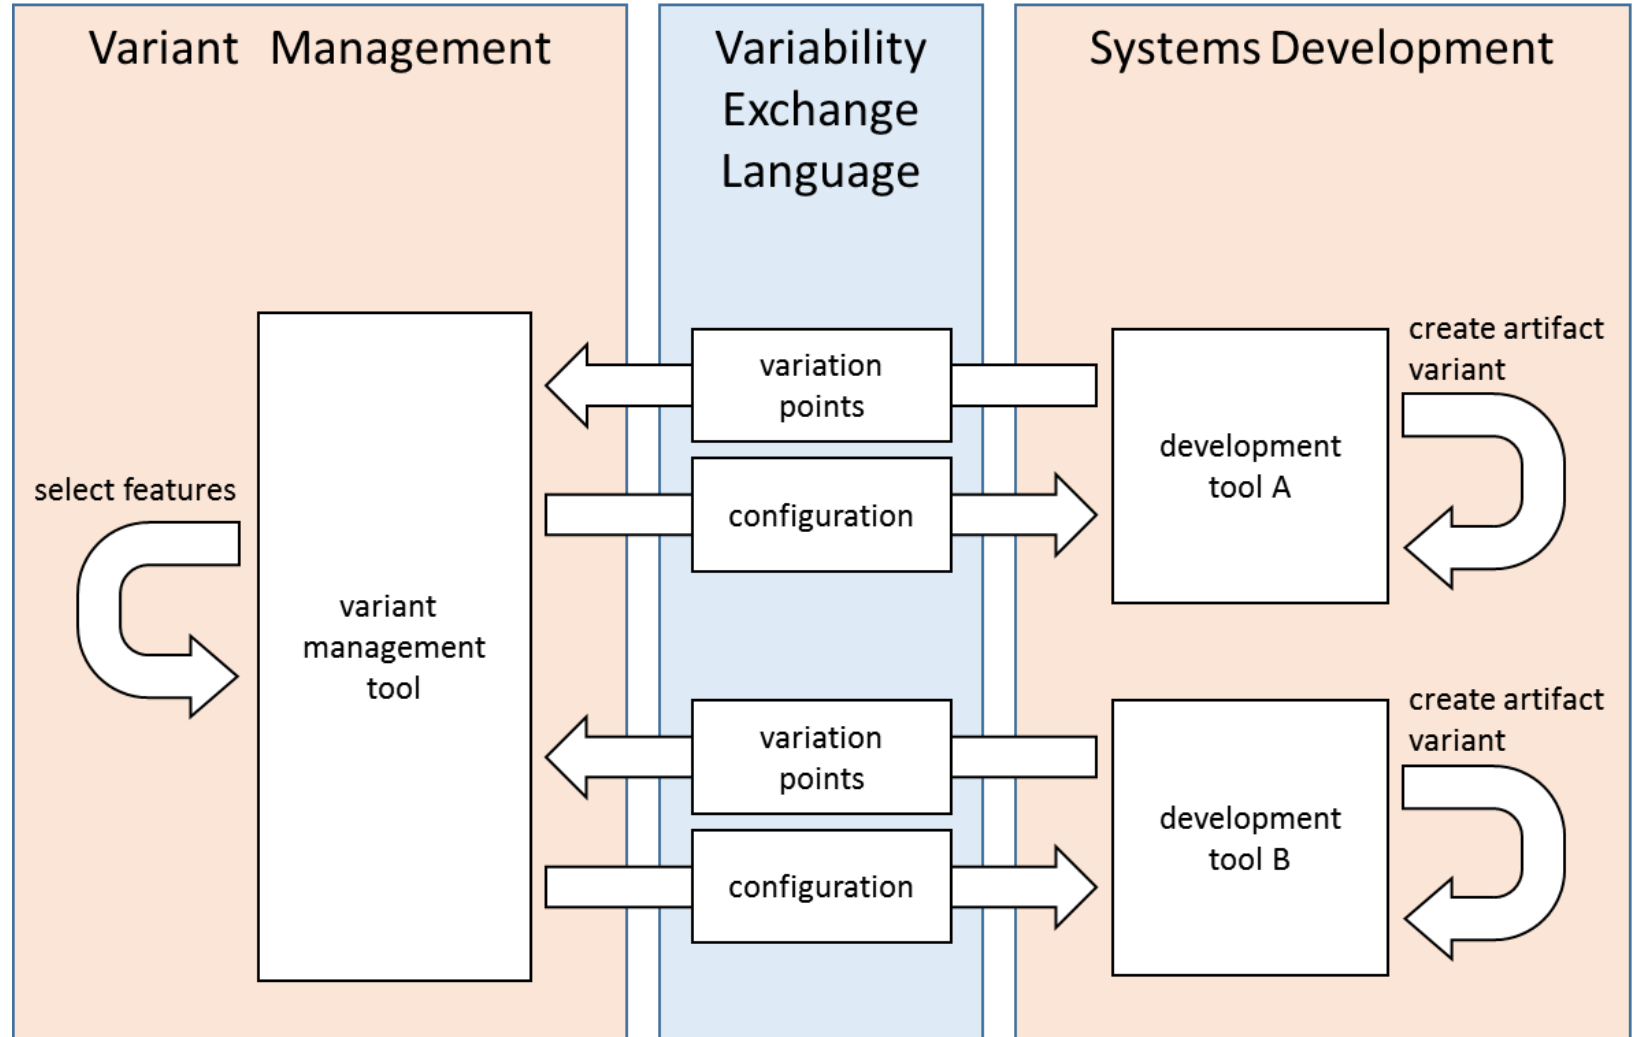 Variant Management
Variability
Exchange
Language
Systems Development
select features
variant
management
tool
variation
points
configuration
development
tool A
create artifact
variant
variation
points
configuration
development
tool B
create artifact
variant